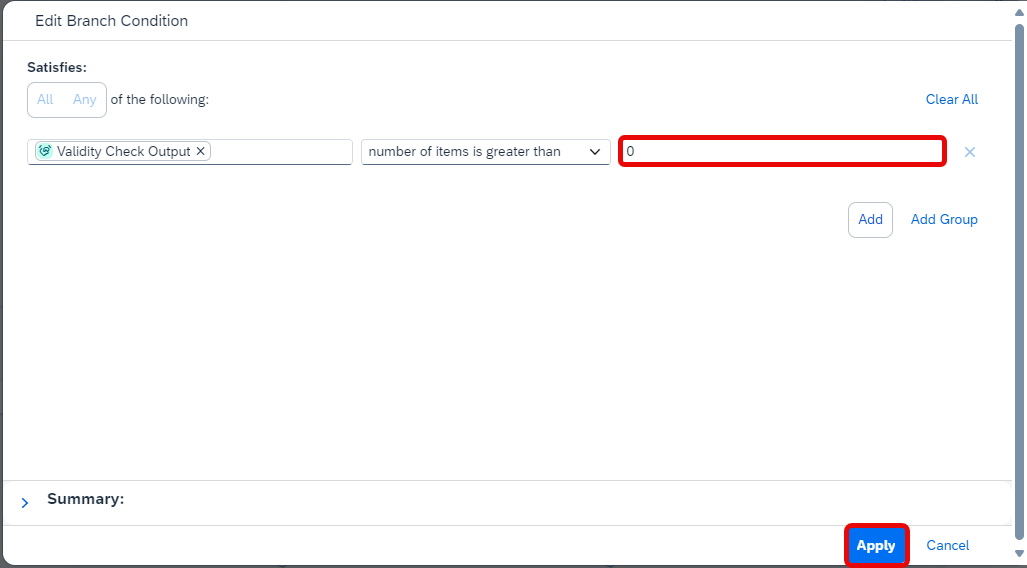 Edit Branch Condition
Satisfies:
All Any of the following: Clear All
Validity Check Output number of items is greater than 0
Add Add Group
Summary:
Apply Cancel